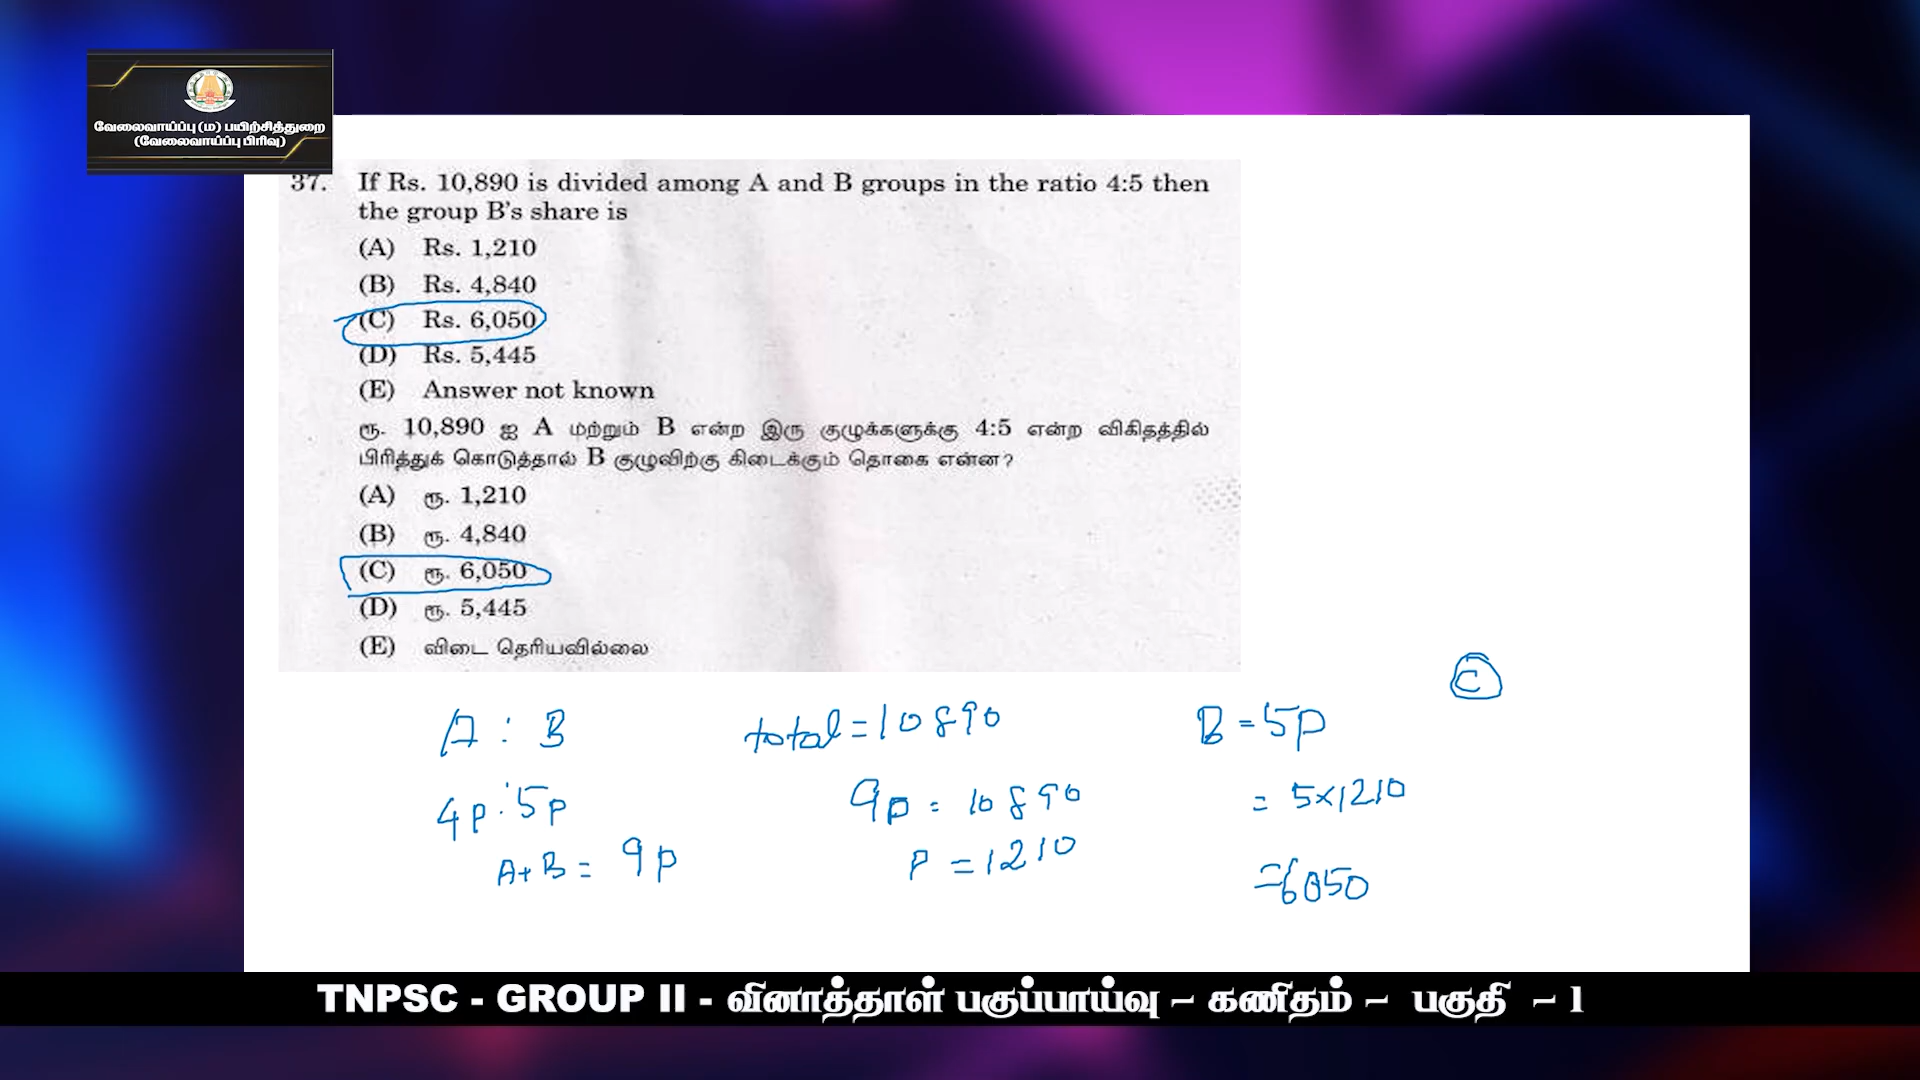 வேலைவாய்ப்பு (ம) பயிற்சித்துறை
(வேலைவாய்ப்பு பிரிவு)
37. If Rs. 10,890 is divided among A and B groups in the ratio 4:5 then
the group B's share is
(A) Rs. 1,210
(B) Rs. 4,840
(C) Rs. 6,050
(D) Rs. 5,445
(E) Answer not known
ரூ. 10,890 ஐ A மற்றும் B என்ற இரு குழுக்களுக்கு 4:5 என்ற விகிதத்தில்
பிரித்துக் கொடுத்தால் B குழுவிற்கு கிடைக்கும் தொகை என்ன?
(A) ரூ. 1,210
(B) ரூ. 4,840
(C) ரூ. 6,050
(D) ரூ. 5,445
(E) விடை தெரியவில்லை
C
A : B
4p : 5p
A+B = 9p
total = 10890
9p = 10890
P = 1210
B = 5p
= 5×1210
= 6050
TNPSC - GROUP II - வினாத்தாள் பகுப்பாய்வு – கணிதம் – பகுதி – 1